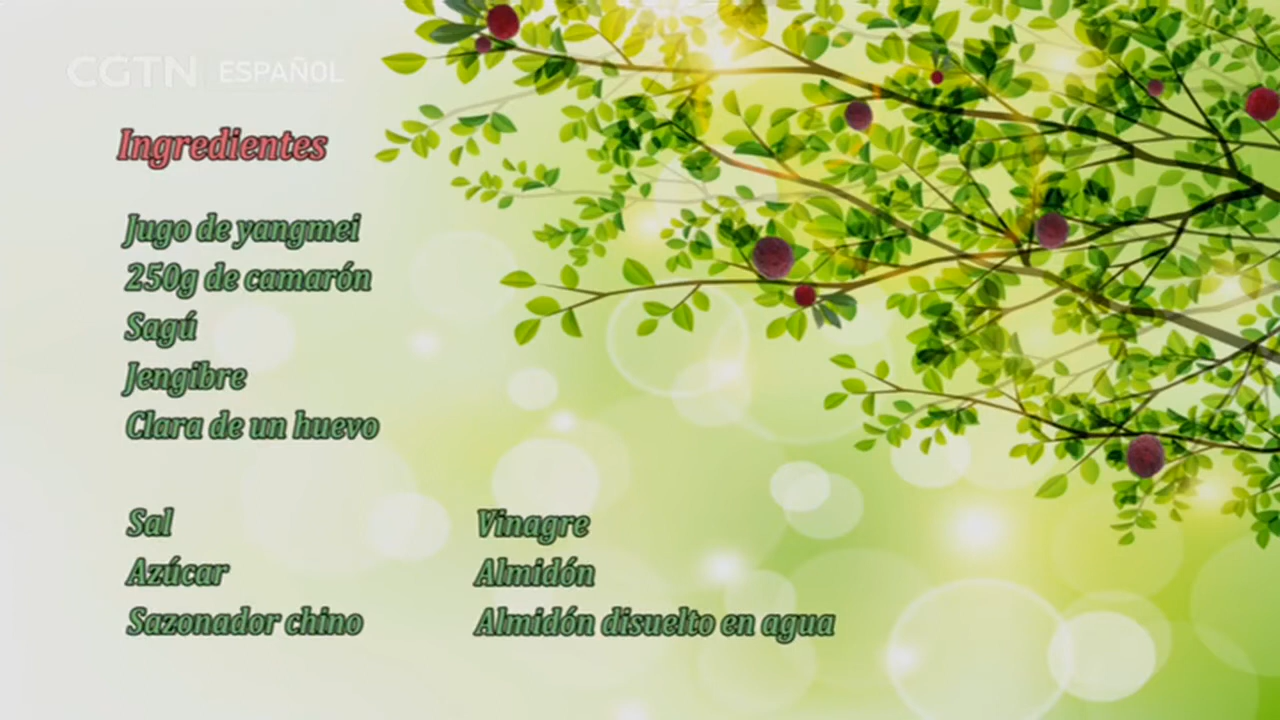 CGTN ESPAÑOL
Ingredientes
Jugo de yangmei
250g de camarón
Sagú
Jengibre
Clara de un huevo
Sal
Azúcar
Sazonador chino
Vinagre
Almidón
Almidón disuelto en agua